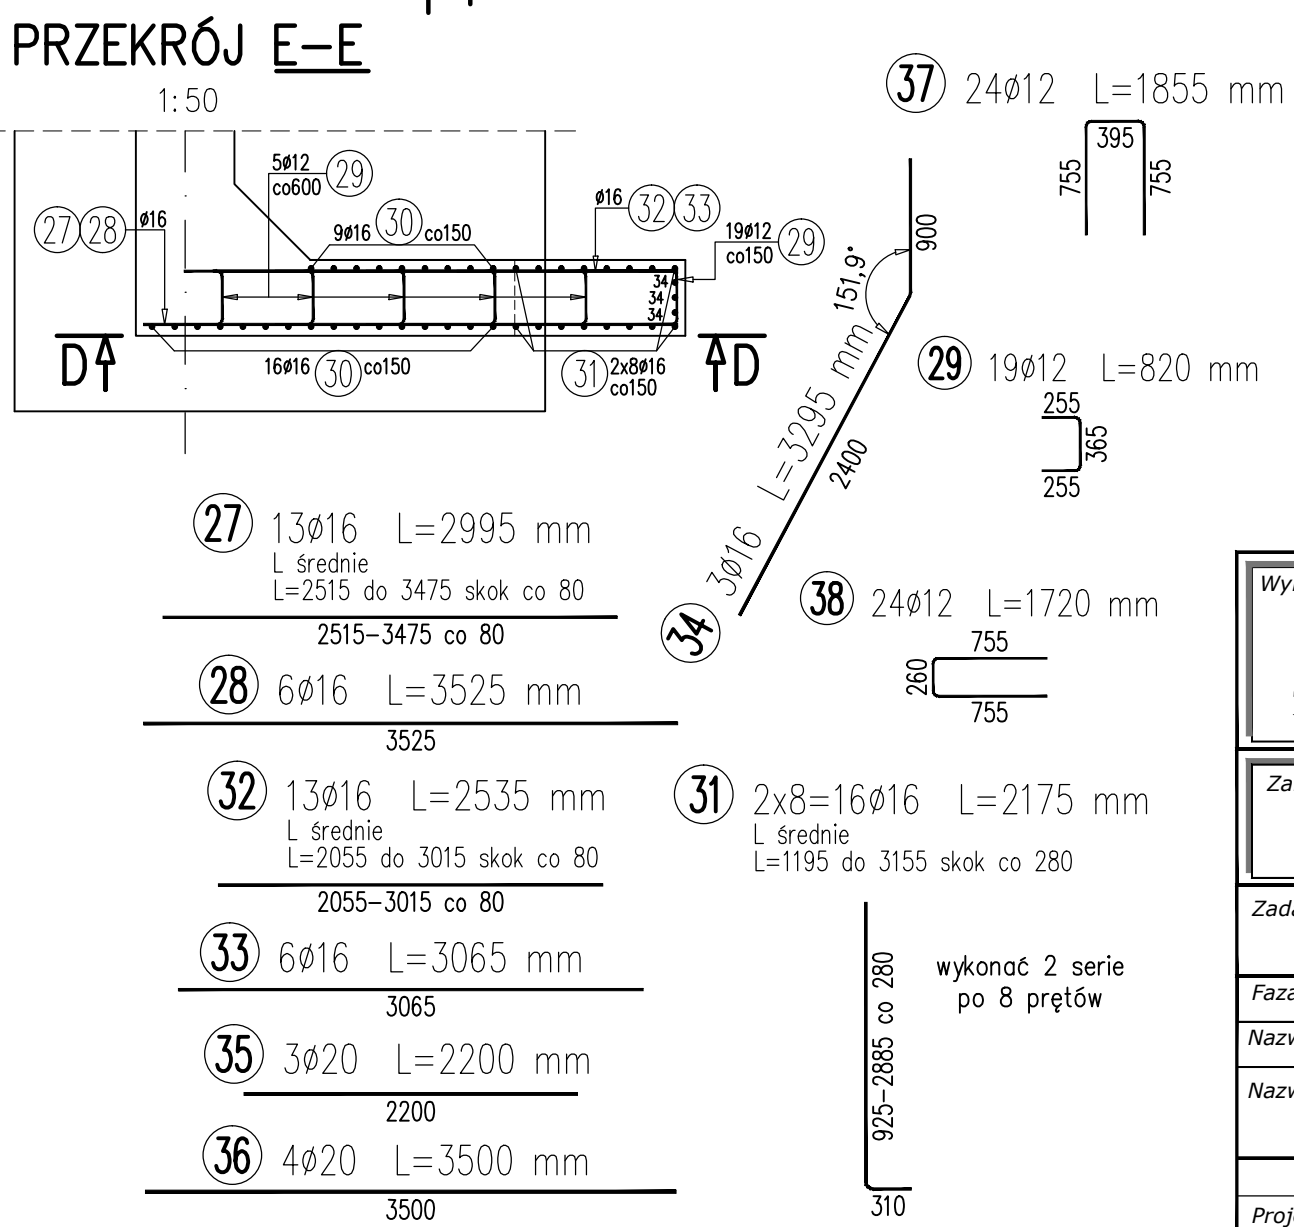 PRZEKRÓJ E–E
1:50
5ø12
co600
29
27
28
ø16
9ø16
30
co150
ø16
32
33
19ø12
co150
29
34
34
34
D
16ø16
30
co150
31
2x8ø16
co150
D
37
24ø12 L=1855 mm
395
755
755
900
151,9°
2400
34
3ø16 L=3295 mm
29
19ø12 L=820 mm
255
365
255
27
13ø16 L=2995 mm
L średnie
L=2515 do 3475 skok co 80
2515–3475 co 80
38
24ø12 L=1720 mm
755
260
755
28
6ø16 L=3525 mm
3525
32
13ø16 L=2535 mm
L średnie
L=2055 do 3015 skok co 80
2055–3015 co 80
31
2x8=16ø16 L=2175 mm
L średnie
L=1195 do 3155 skok co 280
925–2885 co 280
310
wykonać 2 serie
po 8 prętów
33
6ø16 L=3065 mm
3065
35
3ø20 L=2200 mm
2200
36
4ø20 L=3500 mm
3500
Faza